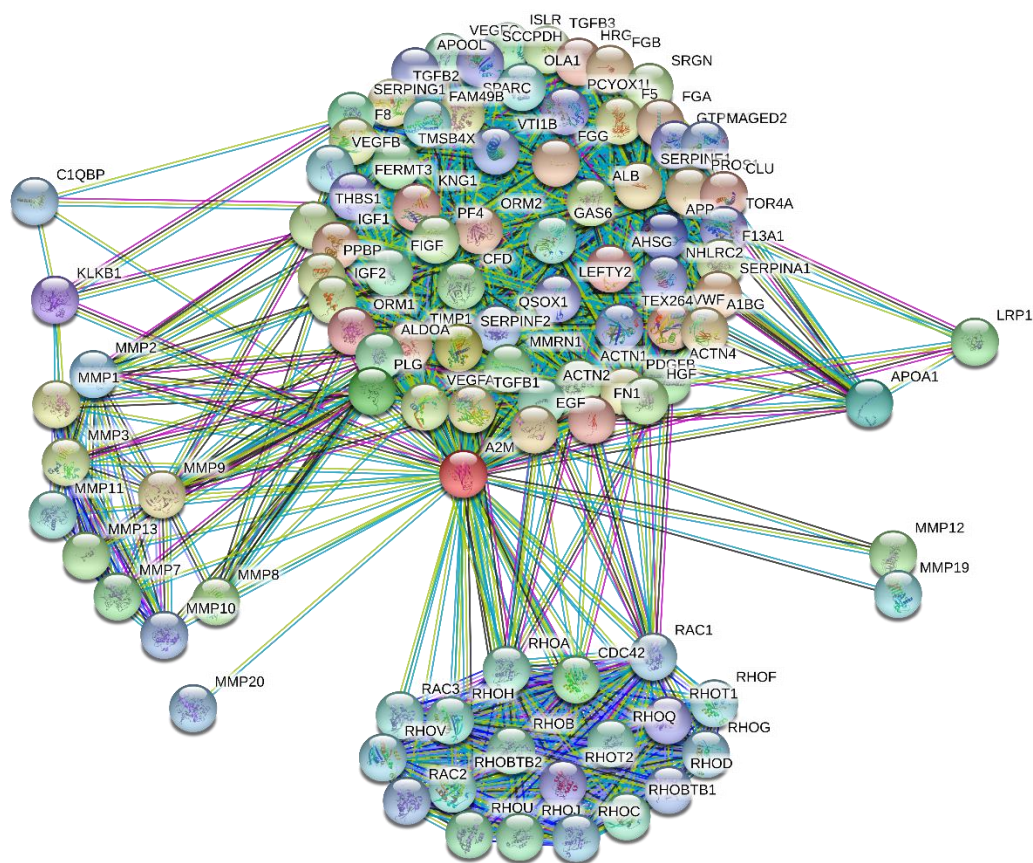 ISLR
VEGFC
TGFB3
SCCPDH
HRG
APOOL
FGB
OLA1
SRGN
TGFB2
PCYOX1L
SERPING1
FAM49B
SPARC
F5
FGA
F8
VTI1B
GTPMAGED2
TMSB4X
FGG
VEGFB
SERPINE1
PROS1
FERMT3
CLU
C1QBP
KNG1
ALB
THBS1
ORM2
TOR4A
IGF1
PF4
GAS6
APP
PPBP
FIGF
F13A1
AHSG
CFD
NHLRC2
KLKB1
IGF2
LEFTY2
SERPINA1
ORM1
QSOX1
TEX264
VWF
A1BG
LRP1
TIMP1
SERPINF2
ALDOA
MMRN1
MMP2
ACTN1
ACTN4
PLG
PDGFB
MMP1
ACTN2
HGF
APOA1
VEGFA
TGFB1
FN1
EGF
MMP3
A2M
MMP9
MMP11
MMP13
MMP12
MMP7
MMP8
MMP19
MMP10
RHOA
RAC1
CDC42
MMP20
RAC3
RHOH
RHOT1
RHOF
RHOV
RHOB
RHOQ
RHOG
RHOBTB2
RHOT2
RHOD
RAC2
RHOBTB1
RHOU
RHOJ
RHOC